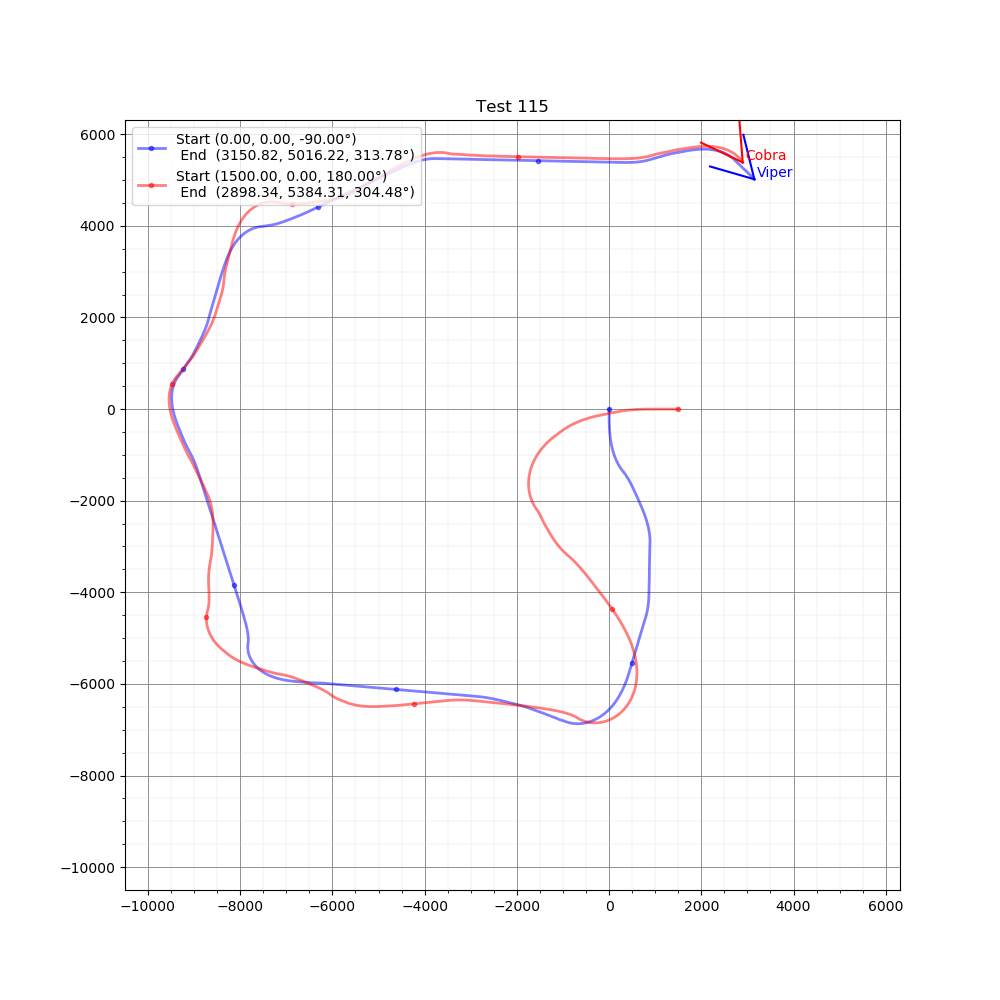 Test 115
Start (0.00, 0.00, -90.00°)
End (3150.82, 5016.22, 313.78°)
Start (1500.00, 0.00, 180.00°)
End (2898.34, 5384.31, 304.48°)
Cobra
Viper
6000
4000
2000
0
−2000
−4000
−6000
−8000
−10000
−10000 −8000 −6000 −4000 −2000 0 2000 4000 6000